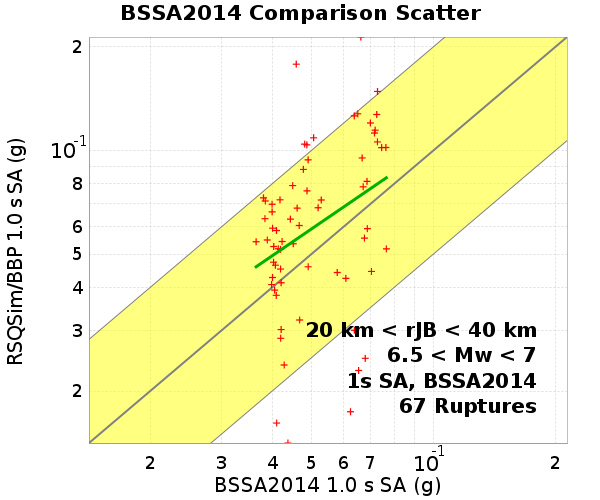 BSSA2014 Comparison Scatter
RSQSim/BBP 1.0 s SA (g)
2
10-1
8
6
5
4
3
2
20 km < rJB < 40 km
6.5 < Mw < 7
1s SA, BSSA2014
67 Ruptures
2 3 4 5 6 7 10-1 2
BSSA2014 1.0 s SA (g)